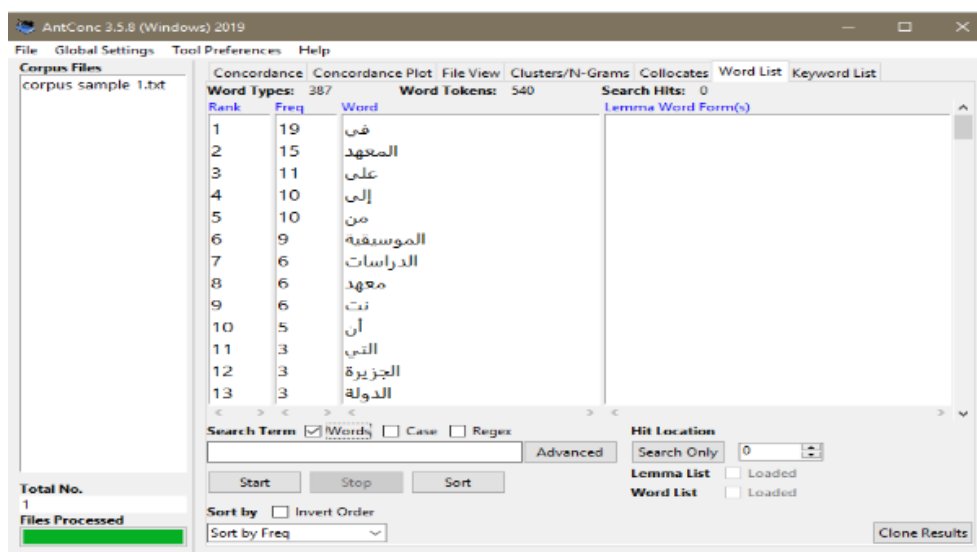 AntConc 3.5.8 (Windows) 2019
File Global Settings Tool Preferences Help
Corpus Files
corpus sample 1.txt
Concordance Concordance Plot File View Clusters/N-Grams Collocates Word List Keyword List
Word Types: 387 Word Tokens: 540 Search Hits: 0
Rank Freq Word Lemma Word Form(s)
1 19 في
2 15 المعهد
3 11 على
4 10 إلى
5 10 من
6 9 الموسيقية
7 6 الدراسات
8 6 معهد
9 6 نت
10 5 أن
11 3 التي
12 3 الجزيرة
13 3 الدولة
Search Term Words Case Regex Hit Location
Advanced Search Only 0
Start Stop Sort Lemma List Loaded
Word List Loaded
Total No.
1
Files Processed
Sort by Invert Order
Sort by Freq
Clone Results